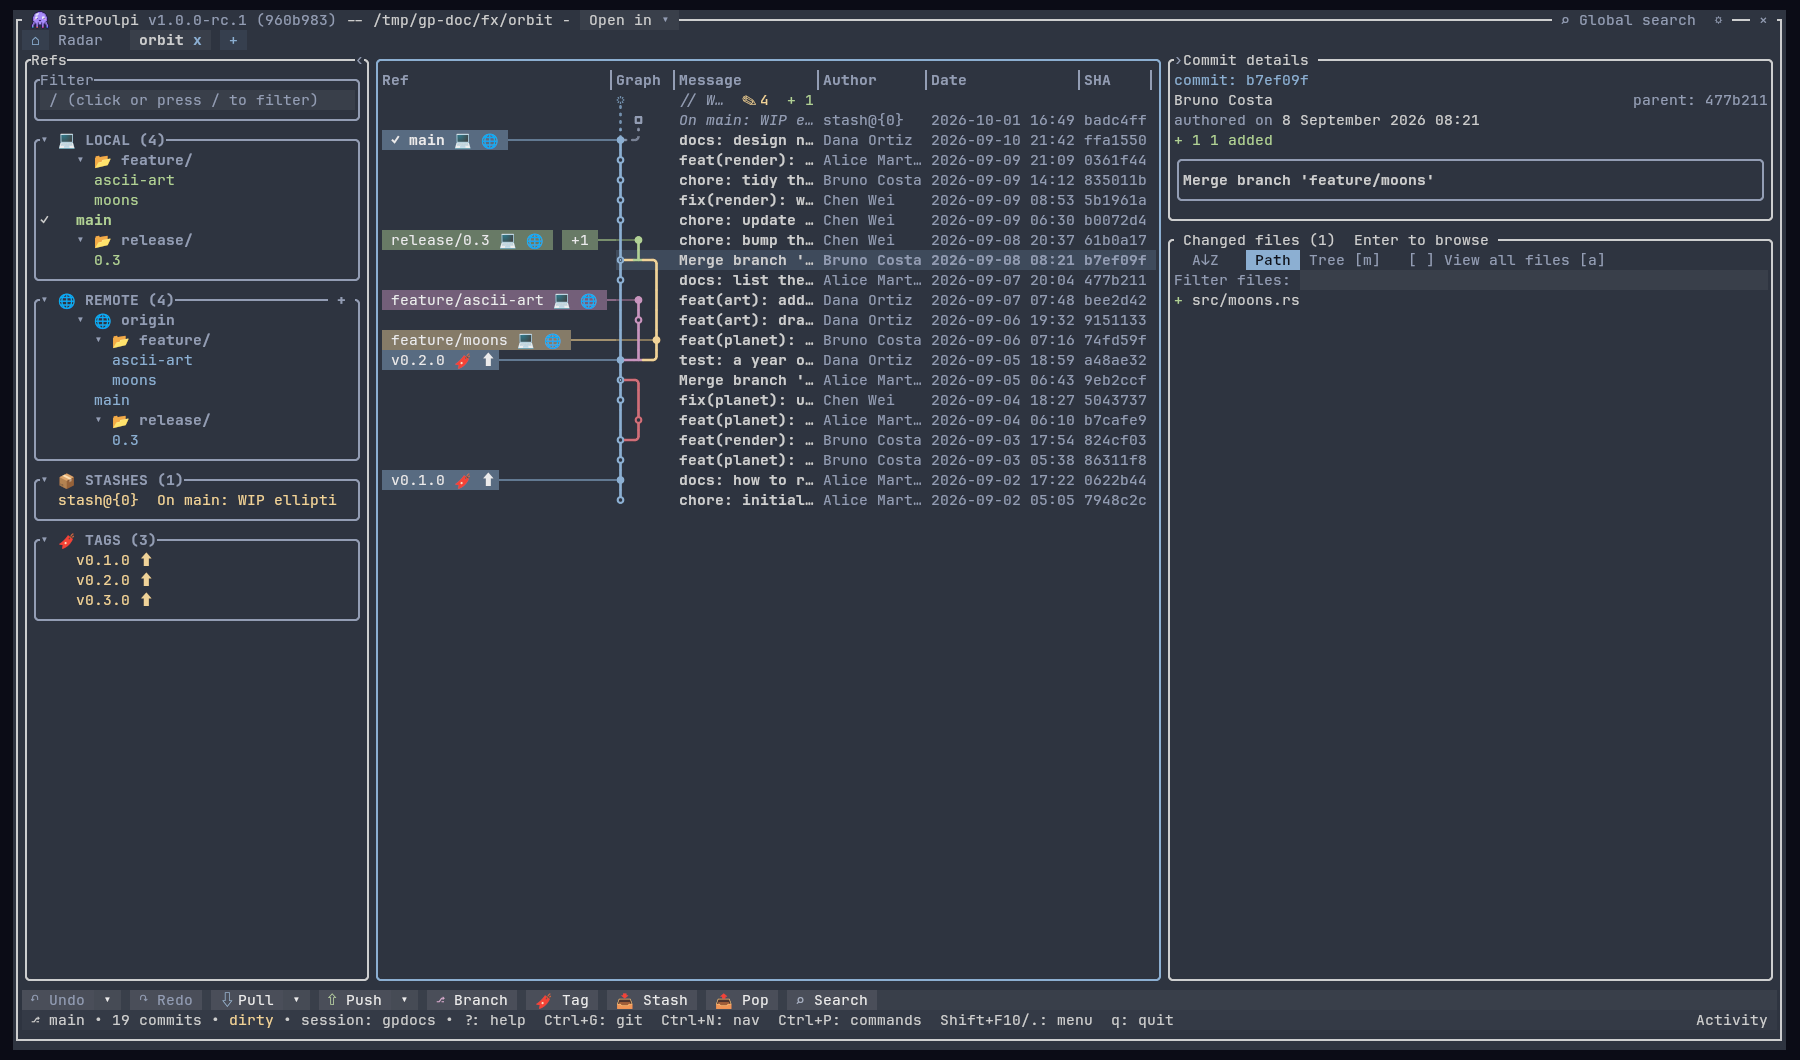 GitPoulpi v1.0.0-rc.1 (960b983) -- /tmp/gp-doc/fx/orbit - Open in ▾ ⌕ Global search ☼ ×
⌂ Radar orbit x +
Refs ‹
Filter
/ (click or press / to filter)
▾ 💻 LOCAL (4)
▾ 📂 feature/
ascii-art
moons
✓ main
▾ 📂 release/
0.3
▾ 🌐 REMOTE (4) +
▾ 🌐 origin
▾ 📂 feature/
ascii-art
moons
main
▾ 📂 release/
0.3
▾ 📦 STASHES (1)
stash@{0} On main: WIP ellipti
▾ TAGS (3)
v0.1.0 ⬆
v0.2.0 ⬆
v0.3.0 ⬆
Ref Graph Message Author Date SHA
// W… ✎ 4 + 1
On main: WIP e… stash@{0} 2026-10-01 16:49 badc4ff
✓ main 💻 🌐 docs: design n… Dana Ortiz 2026-09-10 21:42 ffa1550
feat(render): … Alice Mart… 2026-09-09 21:09 0361f44
chore: tidy th… Bruno Costa 2026-09-09 14:12 835011b
fix(render): w… Chen Wei 2026-09-09 08:53 5b1961a
chore: update … Chen Wei 2026-09-09 06:30 b0072d4
release/0.3 💻 🌐 +1 chore: bump th… Chen Wei 2026-09-08 20:37 61b0a17
Merge branch '… Bruno Costa 2026-09-08 08:21 b7ef09f
docs: list the… Alice Mart… 2026-09-07 20:04 477b211
feature/ascii-art 💻 🌐 feat(art): add… Dana Ortiz 2026-09-07 07:48 bee2d42
feat(art): dra… Dana Ortiz 2026-09-06 19:32 9151133
feature/moons 💻 🌐 feat(planet): … Bruno Costa 2026-09-06 07:16 74fd59f
v0.2.0 ⬆ test: a year o… Dana Ortiz 2026-09-05 18:59 a48ae32
Merge branch '… Alice Mart… 2026-09-05 06:43 9eb2ccf
fix(planet): u… Chen Wei 2026-09-04 18:27 5043737
feat(planet): … Alice Mart… 2026-09-04 06:10 b7cafe9
feat(render): … Bruno Costa 2026-09-03 17:54 824cf03
feat(planet): … Bruno Costa 2026-09-03 05:38 86311f8
v0.1.0 ⬆ docs: how to r… Alice Mart… 2026-09-02 17:22 0622b44
chore: initial… Alice Mart… 2026-09-02 05:05 7948c2c
› Commit details
commit: b7ef09f
Bruno Costa parent: 477b211
authored on 8 September 2026 08:21
+ 1 1 added
Merge branch 'feature/moons'
Changed files (1) Enter to browse
A↓Z Path Tree [m] [ ] View all files [a]
Filter files:
+ src/moons.rs
↶ Undo ▾ ↷ Redo ⇩ Pull ▾ ⇧ Push ▾ ⎇ Branch Tag 📤 Stash 📤 Pop ⌕ Search
⎇ main • 19 commits • dirty • session: gpdocs • ?: help Ctrl+G: git Ctrl+N: nav Ctrl+P: commands Shift+F10/.: menu q: quit Activity